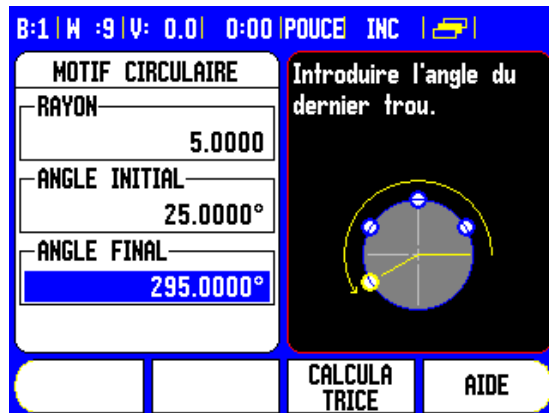 B:1|W :9|V: 0.0| 0:00|POUCE| INC |
MOTIF CIRCULAIRE
RAYON
5.0000
ANGLE INITIAL
25.0000°
ANGLE FINAL
295.0000°
Introduire l'angle du
dernier trou.
CALCULA
TRICE
AIDE